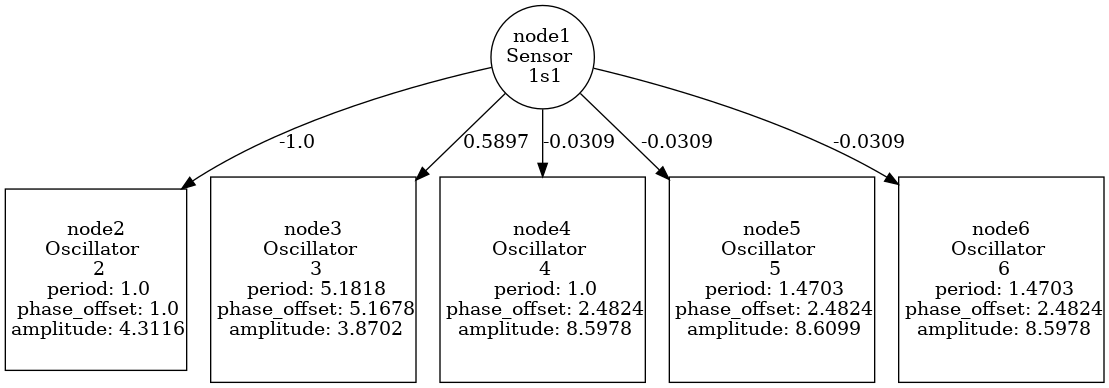 node1
Sensor
1s1
-1.0
0.5897
-0.0309
-0.0309
-0.0309
node2
Oscillator
2
period: 1.0
phase_offset: 1.0
amplitude: 4.3116
node3
Oscillator
3
period: 5.1818
phase_offset: 5.1678
amplitude: 3.8702
node4
Oscillator
4
period: 1.0
phase_offset: 2.4824
amplitude: 8.5978
node5
Oscillator
5
period: 1.4703
phase_offset: 2.4824
amplitude: 8.6099
node6
Oscillator
6
period: 1.4703
phase_offset: 2.4824
amplitude: 8.5978